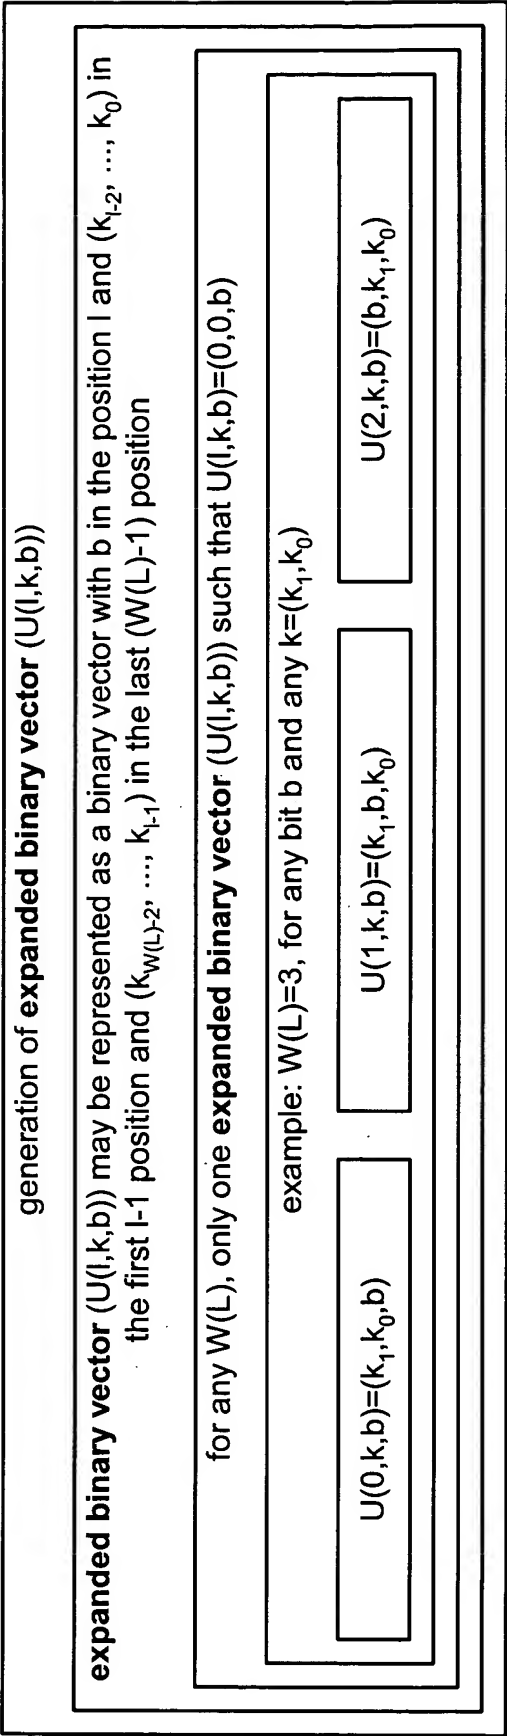 generation of expanded binary vector (U(l,k,b))
expanded binary vector (U(l,k,b)) may be represented as a binary vector with b in the position l and (k_{l-2}, ..., k_0) in
the first l-1 position and (k_{W(L)-2}, ..., k_{l-1}) in the last (W(L)-1) position
for any W(L), only one expanded binary vector (U(l,k,b)) such that U(l,k,b)=(0,0,b)
example: W(L)=3, for any bit b and any k=(k_1,k_0)
U(0,k,b)=(k_1,k_0,b)
U(1,k,b)=(k_1,b,k_0)
U(2,k,b)=(b,k_1,k_0)